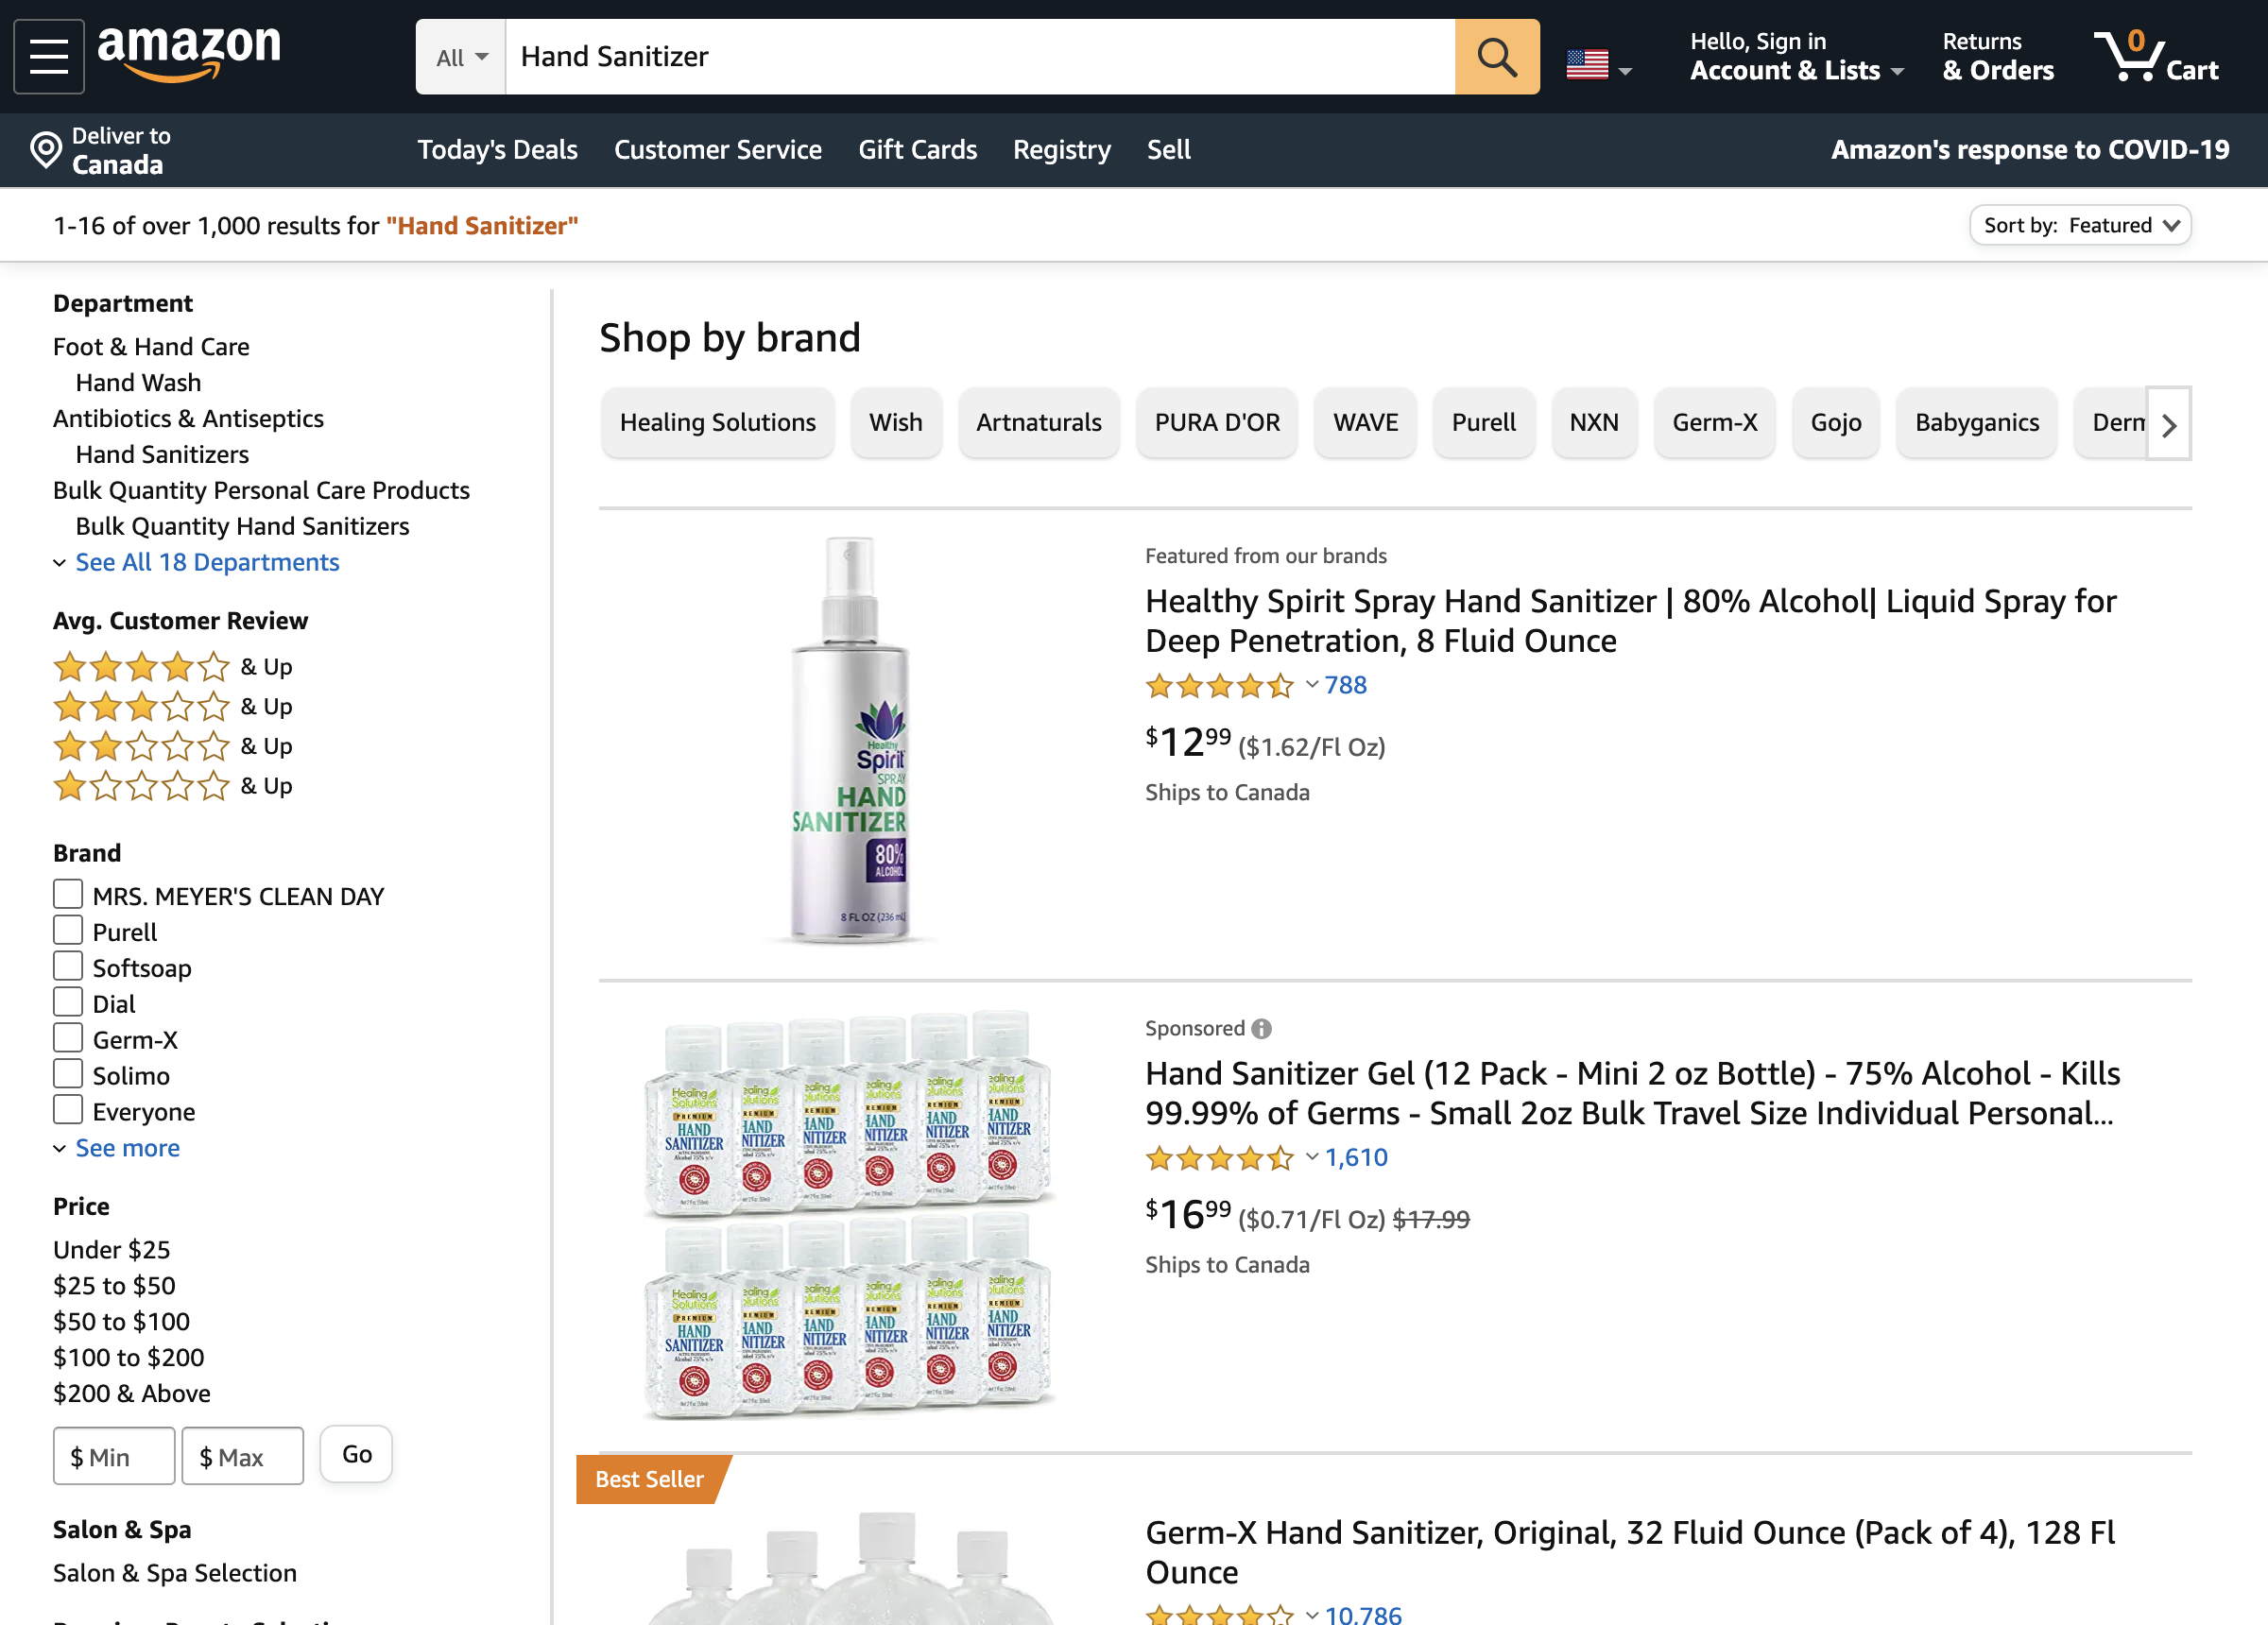 amazon
All
Hand Sanitizer
Hello, Sign in
Account & Lists
Returns
& Orders
0
Cart
Deliver to
Canada
Today's Deals
Customer Service
Gift Cards
Registry
Sell
Amazon's response to COVID-19
1-16 of over 1,000 results for "Hand Sanitizer"
Sort by: Featured
Department
Foot & Hand Care
Hand Wash
Antibiotics & Antiseptics
Hand Sanitizers
Bulk Quantity Personal Care Products
Bulk Quantity Hand Sanitizers
See All 18 Departments
Avg. Customer Review
& Up
& Up
& Up
& Up
Brand
MRS. MEYER'S CLEAN DAY
Purell
Softsoap
Dial
Germ-X
Solimo
Everyone
See more
Price
Under $25
$25 to $50
$50 to $100
$100 to $200
$200 & Above
$ Min
$ Max
Go
Salon & Spa
Salon & Spa Selection
Shop by brand
Healing Solutions
Wish
Artnaturals
PURA D'OR
WAVE
Purell
NXN
Germ-X
Gojo
Babyganics
Derm
Healthy
Spirit
SPRAY
HAND
SANITIZER
80%
ALCOHOL
8 FL OZ (236 mL)
Featured from our brands
Healthy Spirit Spray Hand Sanitizer | 80% Alcohol| Liquid Spray for
Deep Penetration, 8 Fluid Ounce
788
$12.99 ($1.62/Fl Oz)
Ships to Canada
Healing
Solutions
PREMIUM
HAND
SANITIZER
Healing
Solutions
PREMIUM
HAND
SANITIZER
Sponsored
Hand Sanitizer Gel (12 Pack - Mini 2 oz Bottle) - 75% Alcohol - Kills
99.99% of Germs - Small 2oz Bulk Travel Size Individual Personal...
1,610
$16.99 ($0.71/Fl Oz) $17.99
Ships to Canada
Best Seller
Germ-X Hand Sanitizer, Original, 32 Fluid Ounce (Pack of 4), 128 Fl
Ounce
10,786